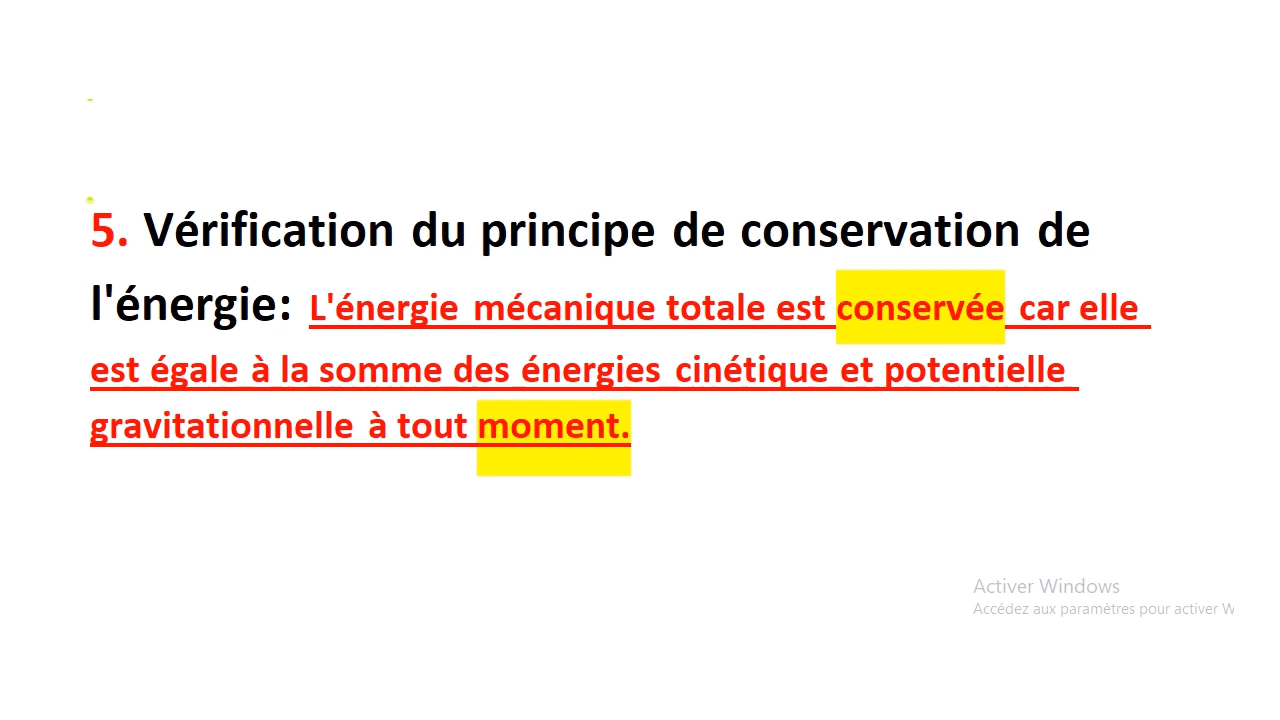 5. Vérification du principe de conservation de
l'énergie: L'énergie mécanique totale est conservée car elle
est égale à la somme des énergies cinétique et potentielle
gravitationnelle à tout moment.
Activer Windows
Accédez aux paramètres pour activer W